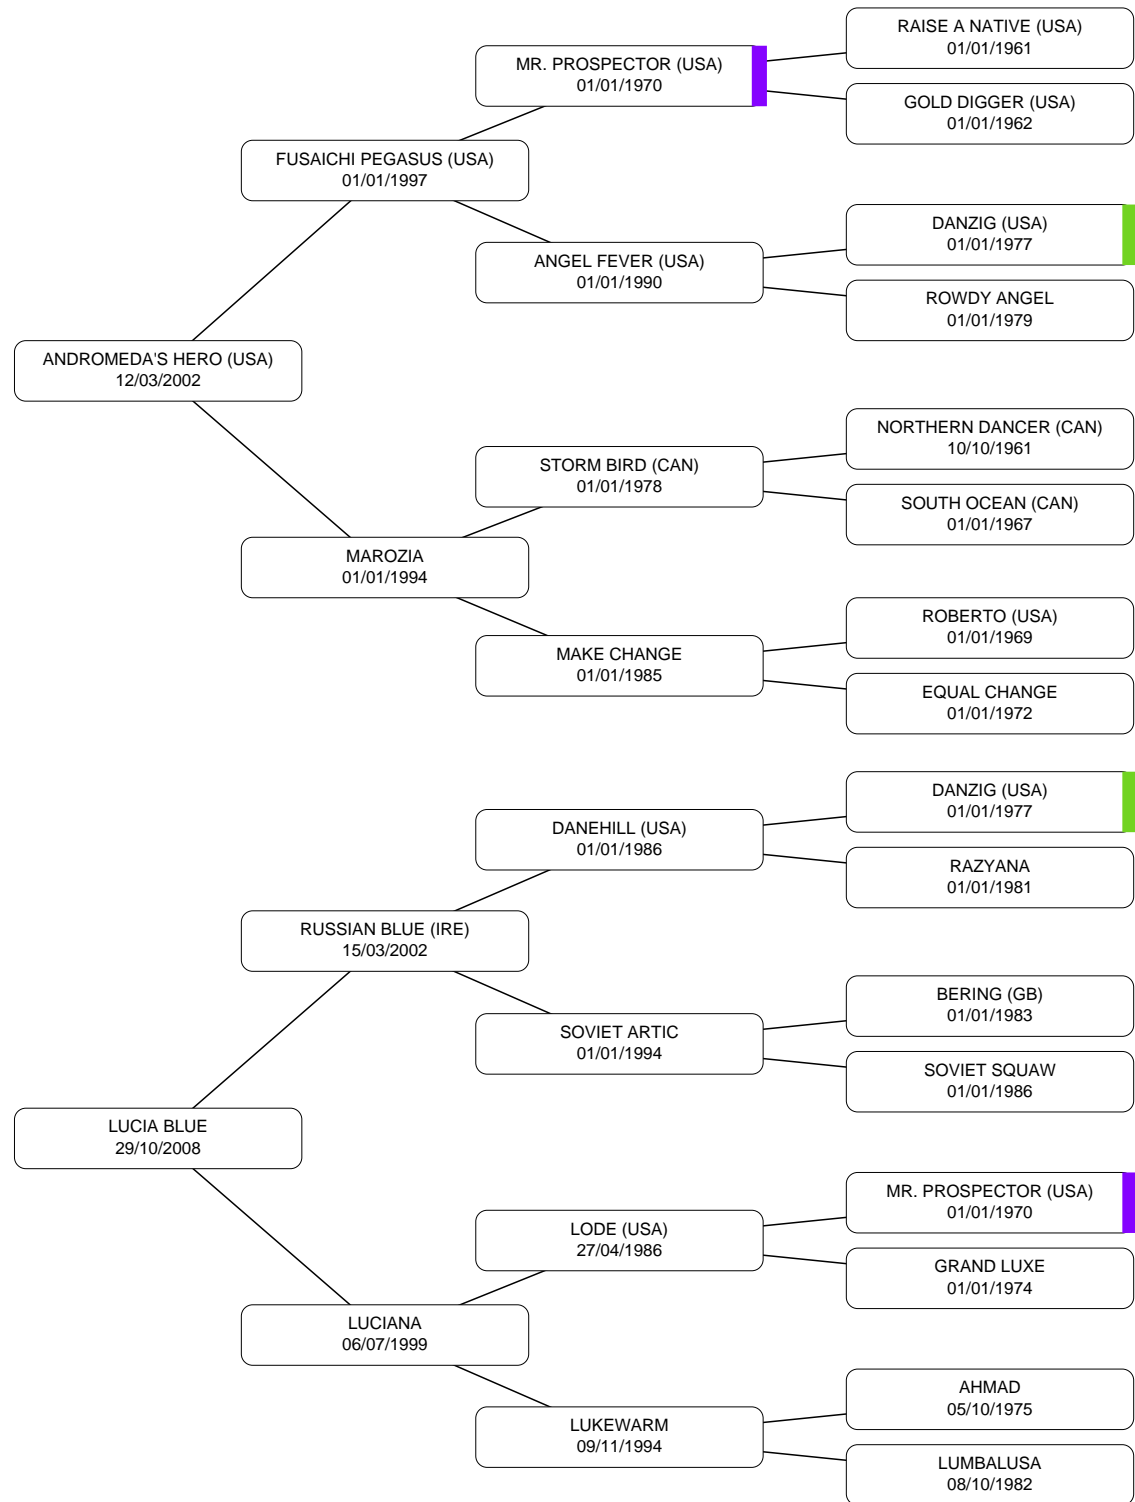 RAISE A NATIVE (USA)
01/01/1961
MR. PROSPECTOR (USA)
01/01/1970
GOLD DIGGER (USA)
01/01/1962
FUSAICHI PEGASUS (USA)
01/01/1997
DANZIG (USA)
01/01/1977
ANGEL FEVER (USA)
01/01/1990
ROWDY ANGEL
01/01/1979
ANDROMEDA'S HERO (USA)
12/03/2002
NORTHERN DANCER (CAN)
10/10/1961
STORM BIRD (CAN)
01/01/1978
SOUTH OCEAN (CAN)
01/01/1967
MAROZIA
01/01/1994
ROBERTO (USA)
01/01/1969
MAKE CHANGE
01/01/1985
EQUAL CHANGE
01/01/1972
DANZIG (USA)
01/01/1977
DANEHILL (USA)
01/01/1986
RAZYANA
01/01/1981
RUSSIAN BLUE (IRE)
15/03/2002
BERING (GB)
01/01/1983
SOVIET ARTIC
01/01/1994
SOVIET SQUAW
01/01/1986
LUCIA BLUE
29/10/2008
MR. PROSPECTOR (USA)
01/01/1970
LODE (USA)
27/04/1986
GRAND LUXE
01/01/1974
LUCIANA
06/07/1999
AHMAD
05/10/1975
LUKEWARM
09/11/1994
LUMBALUSA
08/10/1982